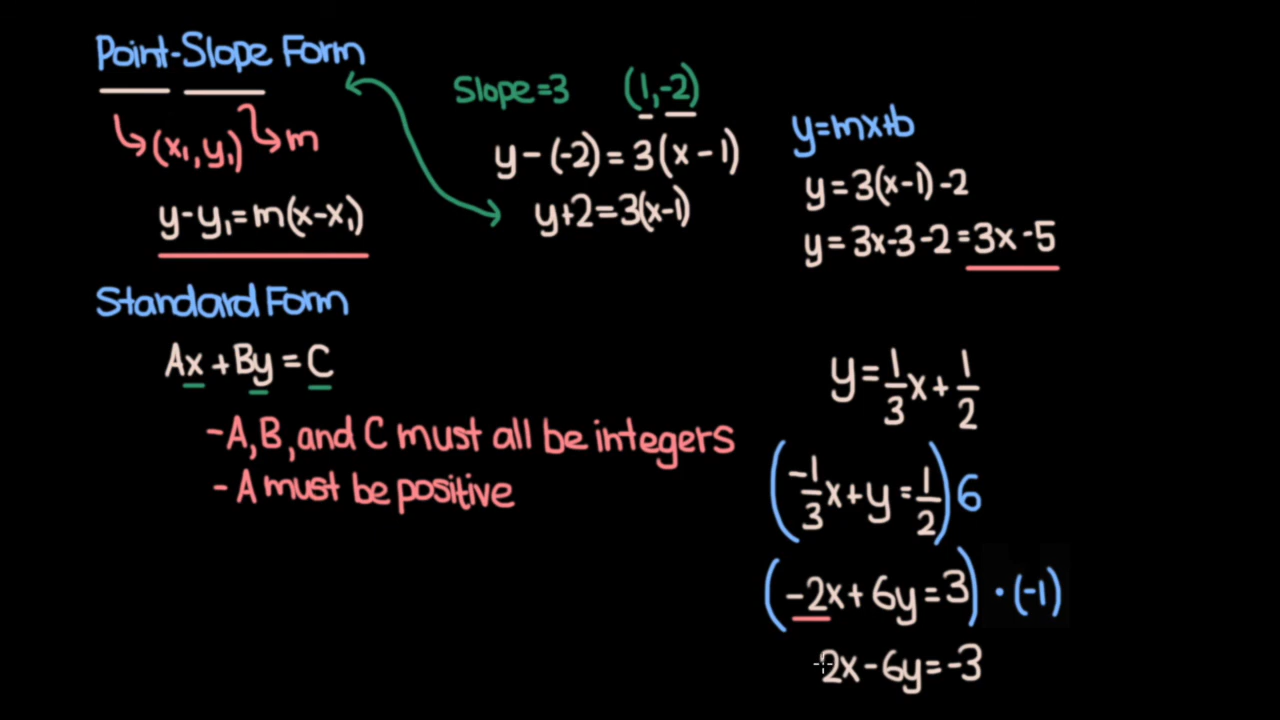 Point-Slope Form
(x₁, y₁) m
y-y₁=m(x-x₁)
Slope=3 (1,-2)
y-(-2)=3(x-1)
y+2=3(x-1)
y=mx+b
y=3(x-1)-2
y=3x-3-2=3x-5
Standard Form
Ax+By=C
-A, B, and C must all be integers
-A must be positive
y=1/3x+1/2
(-1/3x+y=1/2)6
(-2x+6y=3)·(-1)
2x-6y=-3